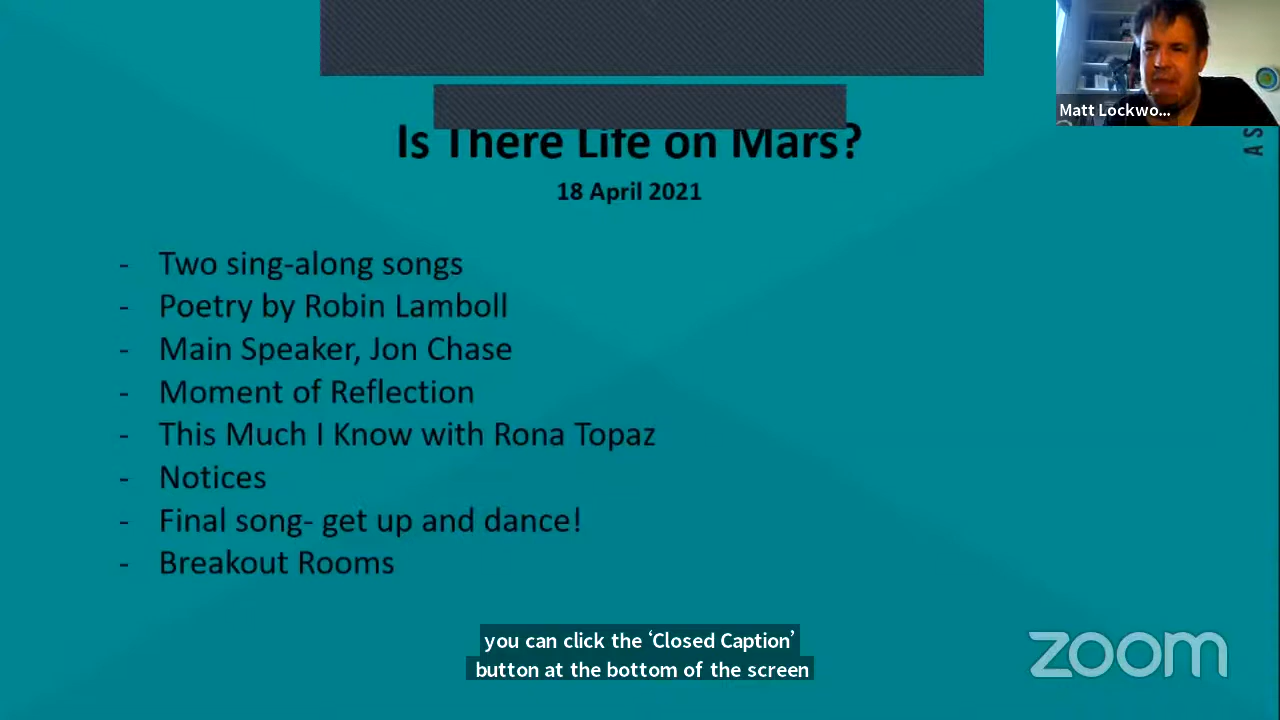 Matt Lockwo...
Is There Life on Mars?
18 April 2021
A S
- Two sing-along songs
- Poetry by Robin Lamboll
- Main Speaker, Jon Chase
- Moment of Reflection
- This Much I Know with Rona Topaz
- Notices
- Final song- get up and dance!
- Breakout Rooms
you can click the ‘Closed Caption’
button at the bottom of the screen
zoom